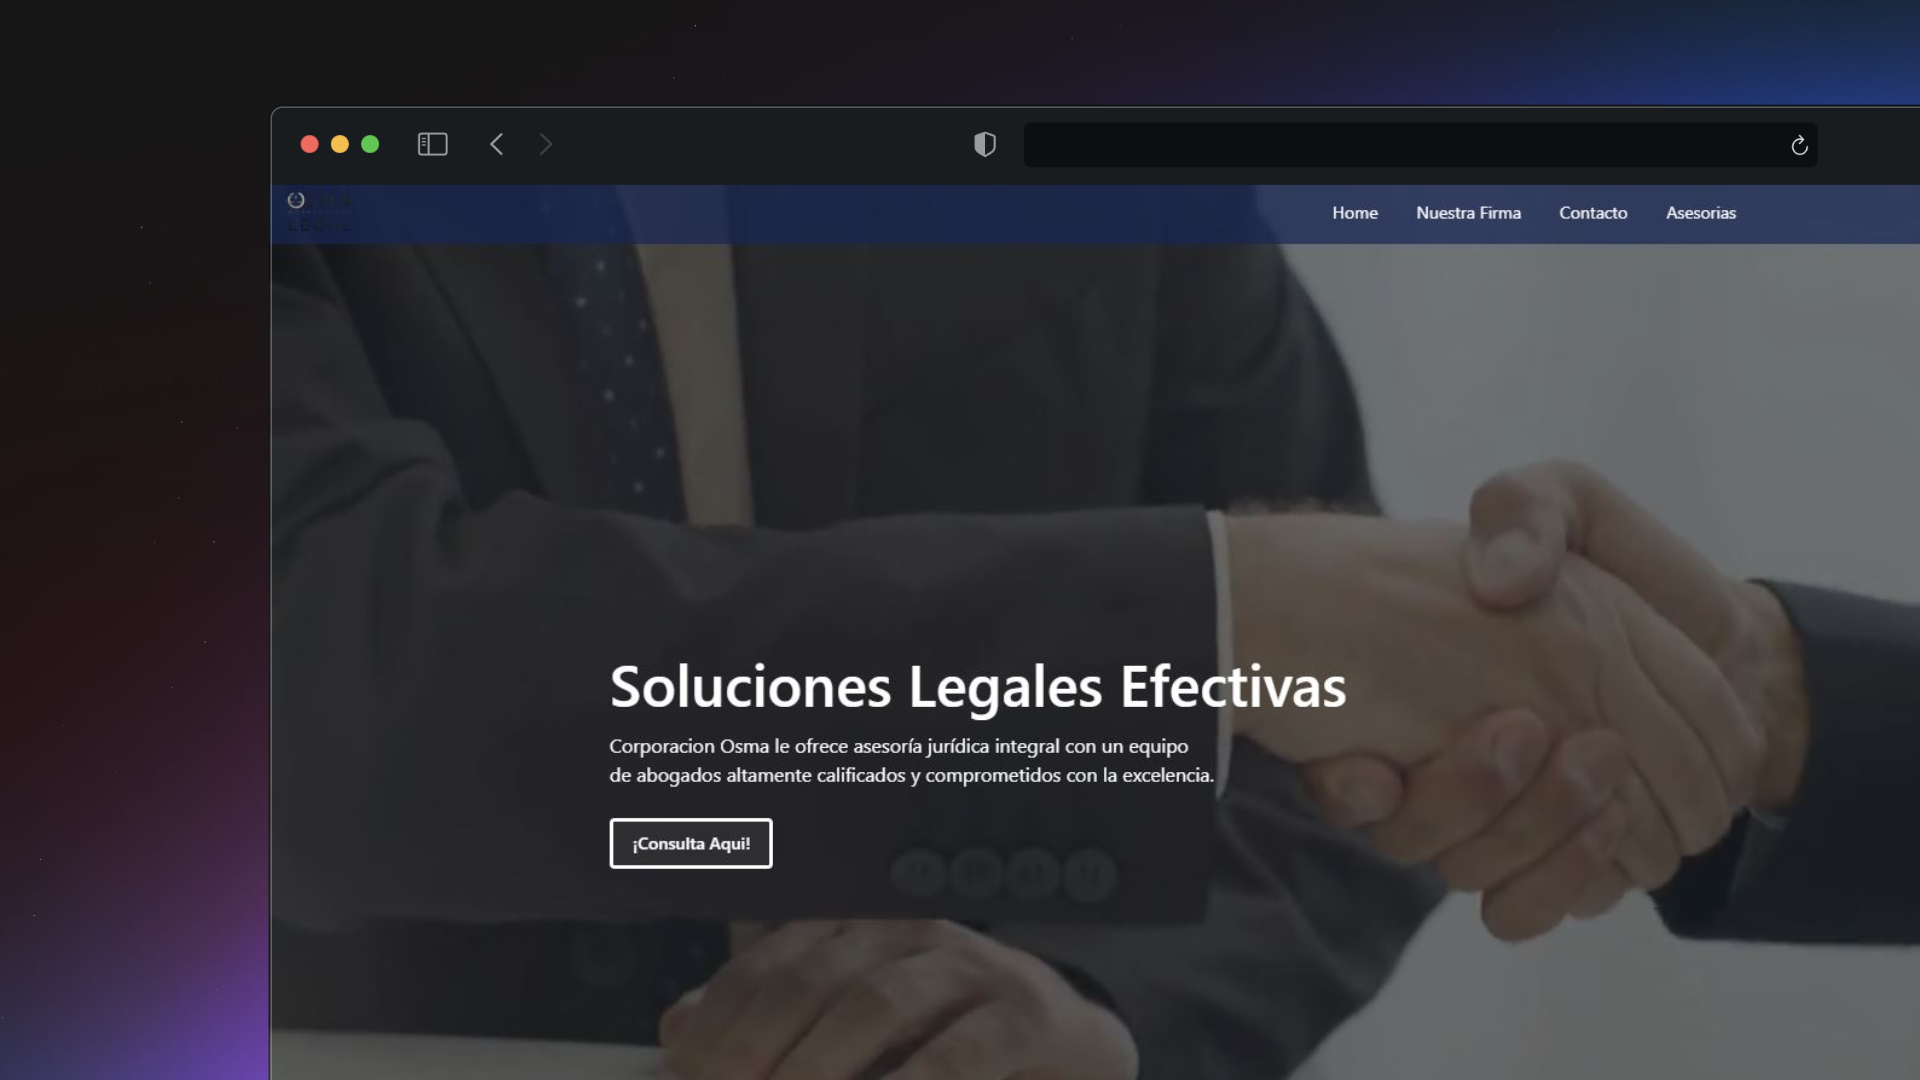 Home Nuestra Firma Contacto Asesorias
Soluciones Legales Efectivas
Corporacion Osma le ofrece asesoría jurídica integral con un equipo
de abogados altamente calificados y comprometidos con la excelencia.
¡Consulta Aqui!